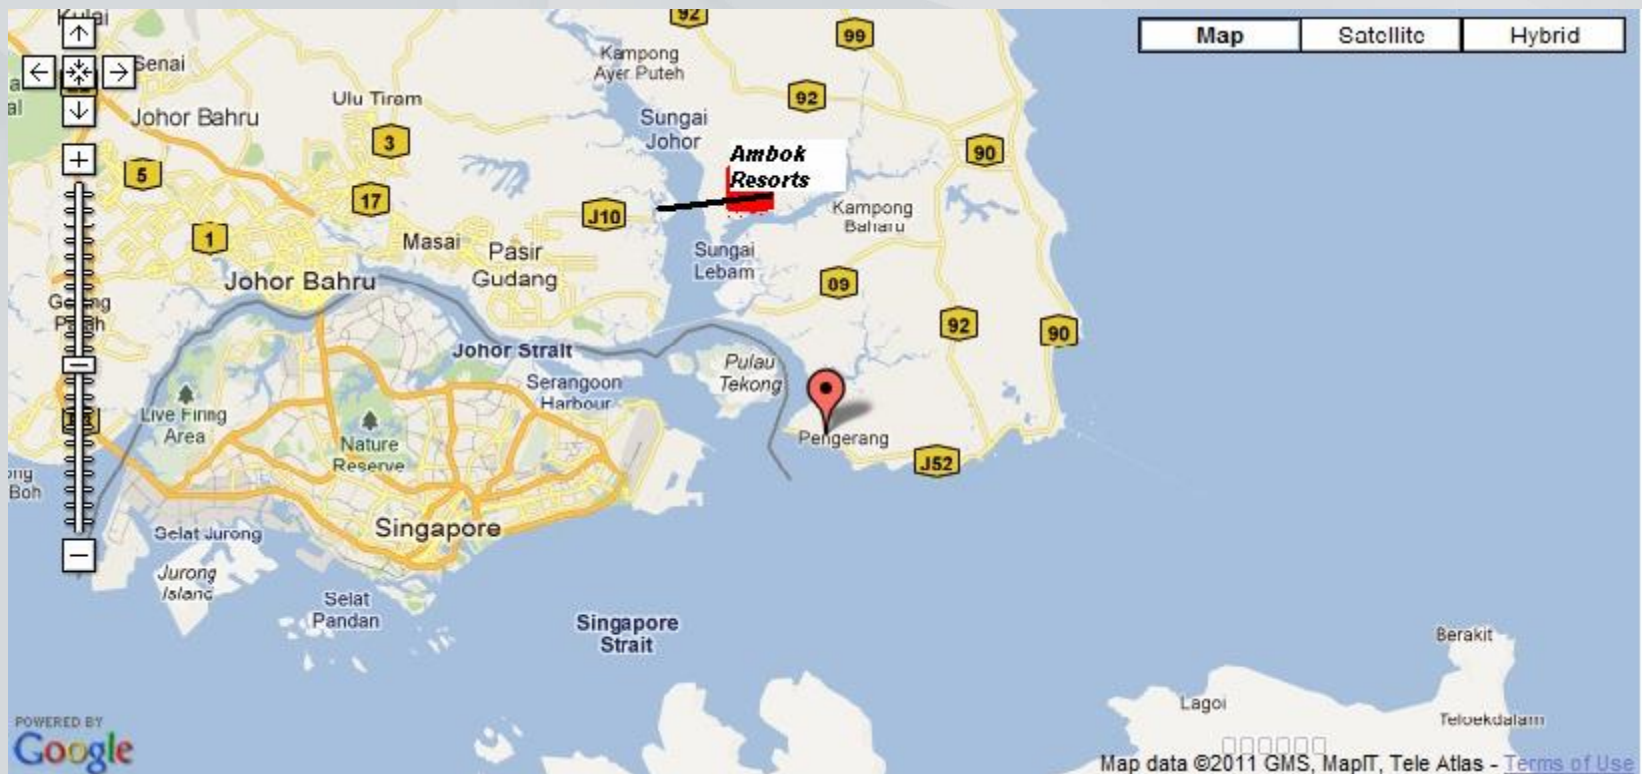 Kulai
92
99
Map
Satellite
Hybrid
Senai
Kampong
Ayer Puteh
Ulu Tiram
92
Johor Bahru
Sungai
Johor
3
Ambok
Resorts
90
5
17
J10
Kampong
Baharu
1
Masai
Pasir
Gudang
Sungai
Lebam
Johor Bahru
09
92
90
Johor Strait
Pulau
Tekong
Serangoon
Harbour
Live Firing
Area
Nature
Reserve
Pengerang
J52
Singapore
Selat Jurong
Jurong
Island
Selat
Pandan
Singapore
Strait
Berakit
Lagoi
Teloekdalam
POWERED BY
Google
Map data ©2011 GMS, MapIT, Tele Atlas - Terms of Use